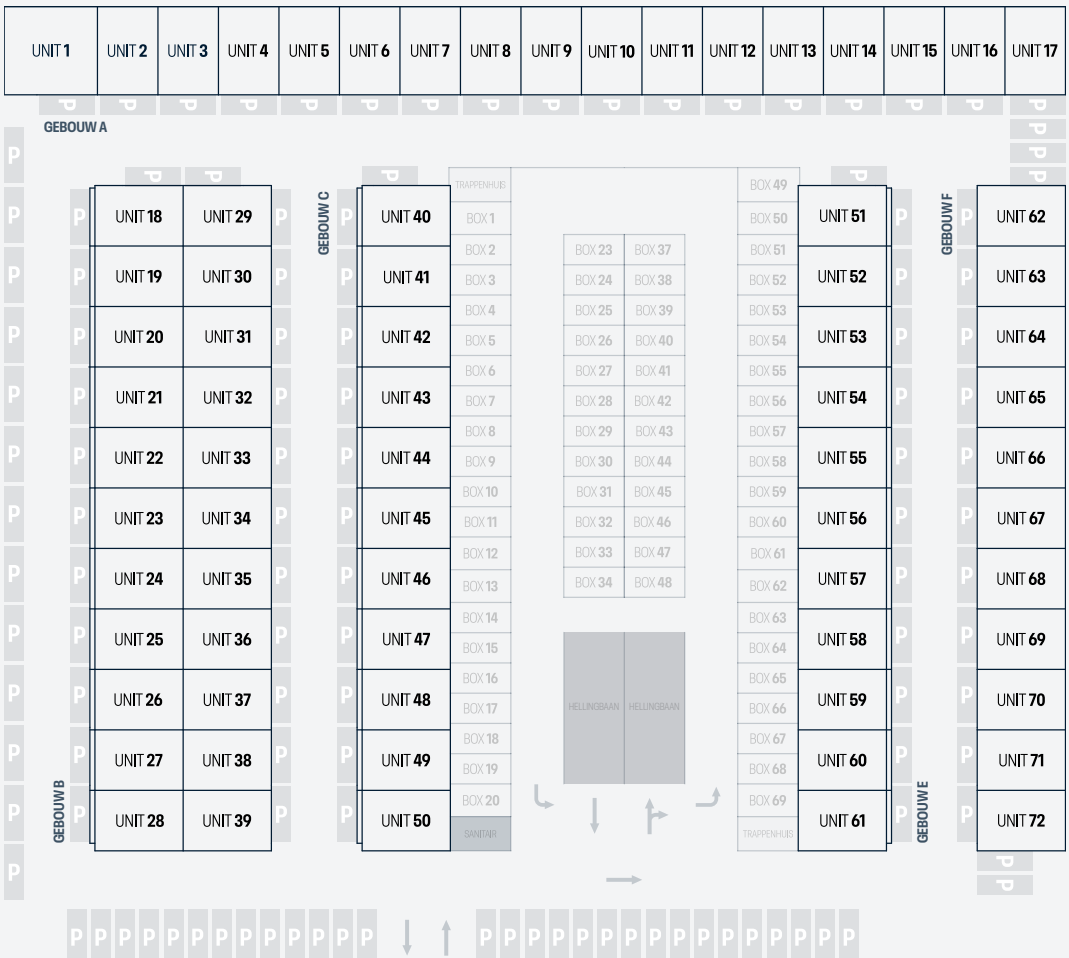 UNIT 1 UNIT 2 UNIT 3 UNIT 4 UNIT 5 UNIT 6 UNIT 7 UNIT 8 UNIT 9 UNIT 10 UNIT 11 UNIT 12 UNIT 13 UNIT 14 UNIT 15 UNIT 16 UNIT 17
P P P P P P P P P P P P P P P P P
GEBOUW A
P
P
P
P P P P P
P
P
P
P
P
P
P
P
P
P
P
P
P
GEBOUW B
P P P P P P P P P P P
UNIT 18 UNIT 29
UNIT 19 UNIT 30
UNIT 20 UNIT 31
UNIT 21 UNIT 32
UNIT 22 UNIT 33
UNIT 23 UNIT 34
UNIT 24 UNIT 35
UNIT 25 UNIT 36
UNIT 26 UNIT 37
UNIT 27 UNIT 38
UNIT 28 UNIT 39
P P P P P P P P P P P
GEBOUW C
P P P P P P P P P P P
UNIT 40
UNIT 41
UNIT 42
UNIT 43
UNIT 44
UNIT 45
UNIT 46
UNIT 47
UNIT 48
UNIT 49
UNIT 50
TRAPPENHUIS
BOX 1
BOX 2
BOX 3
BOX 4
BOX 5
BOX 6
BOX 7
BOX 8
BOX 9
BOX 10
BOX 11
BOX 12
BOX 13
BOX 14
BOX 15
BOX 16
BOX 17
BOX 18
BOX 19
BOX 20
SANITAIR
BOX 23 BOX 37
BOX 24 BOX 38
BOX 25 BOX 39
BOX 26 BOX 40
BOX 27 BOX 41
BOX 28 BOX 42
BOX 29 BOX 43
BOX 30 BOX 44
BOX 31 BOX 45
BOX 32 BOX 46
BOX 33 BOX 47
BOX 34 BOX 48
HELLINGBAAN HELLINGBAAN
BOX 49
BOX 50
BOX 51
BOX 52
BOX 53
BOX 54
BOX 55
BOX 56
BOX 57
BOX 58
BOX 59
BOX 60
BOX 61
BOX 62
BOX 63
BOX 64
BOX 65
BOX 66
BOX 67
BOX 68
BOX 69
TRAPPENHUIS
UNIT 51
UNIT 52
UNIT 53
UNIT 54
UNIT 55
UNIT 56
UNIT 57
UNIT 58
UNIT 59
UNIT 60
UNIT 61
P P P P P P P P P P P
GEBOUW E
GEBOUW F
P P P P P P P P P P P
UNIT 62
UNIT 63
UNIT 64
UNIT 65
UNIT 66
UNIT 67
UNIT 68
UNIT 69
UNIT 70
UNIT 71
UNIT 72
P
P
P P P P P P P P P P P P P P P P P P P P P P P P P P P P P